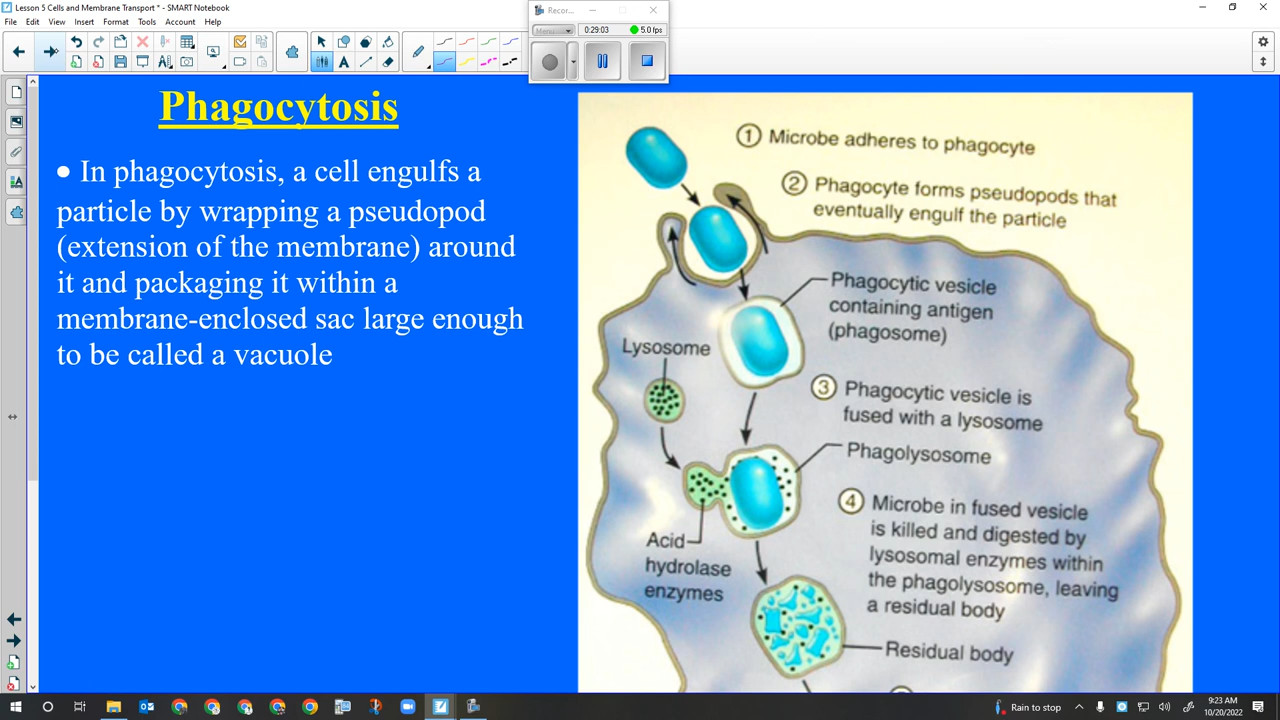 Lesson 5 Cells and Membrane Transport * - SMART Notebook
Recor...
File Edit View Insert Format Tools Account Help
Menu
0:29:03
5.0 fps
Phagocytosis
• In phagocytosis, a cell engulfs a
particle by wrapping a pseudopod
(extension of the membrane) around
it and packaging it within a
membrane-enclosed sac large enough
to be called a vacuole
1 Microbe adheres to phagocyte
2 Phagocyte forms pseudopods that
eventually engulf the particle
Phagocytic vesicle
containing antigen
(phagosome)
Lysosome
3 Phagocytic vesicle is
fused with a lysosome
Phagolysosome
4 Microbe in fused vesicle
is killed and digested by
lysosomal enzymes within
the phagolysosome, leaving
a residual body
Acid
hydrolase
enzymes
Residual body
Rain to stop
9:23 AM
10/20/2022